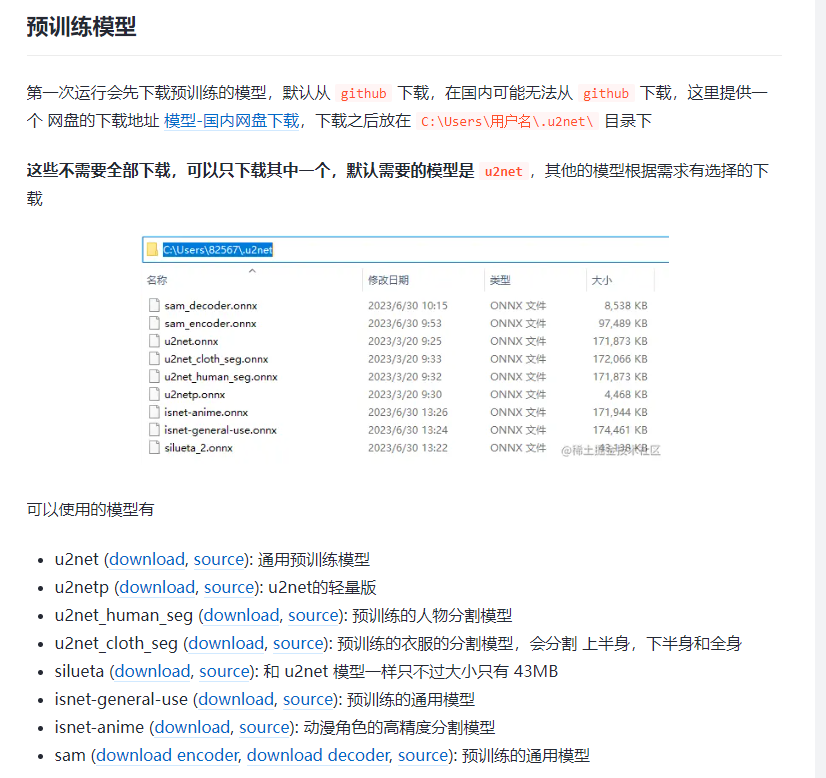 预训练模型
第一次运行会先下载预训练的模型，默认从 github 下载，在国内可能无法从 github 下载，这里提供一
个 网盘的下载地址 模型-国内网盘下载，下载之后放在 C:\Users\用户名\.u2net\ 目录下
这些不需要全部下载，可以只下载其中一个，默认需要的模型是 u2net ，其他的模型根据需求有选择的下
载
C:\Users\82567\.u2net
名称 修改日期 类型 大小
sam_decoder.onnx 2023/6/30 10:15 ONNX 文件 8,538 KB
sam_encoder.onnx 2023/6/30 9:53 ONNX 文件 97,489 KB
u2net.onnx 2023/3/20 9:25 ONNX 文件 171,873 KB
u2net_cloth_seg.onnx 2023/3/20 9:33 ONNX 文件 172,066 KB
u2net_human_seg.onnx 2023/3/20 9:32 ONNX 文件 171,873 KB
u2netp.onnx 2023/3/20 9:30 ONNX 文件 4,468 KB
isnet-anime.onnx 2023/6/30 13:26 ONNX 文件 171,944 KB
isnet-general-use.onnx 2023/6/30 13:24 ONNX 文件 174,461 KB
silueta_2.onnx 2023/6/30 13:22 ONNX 文件 43,138 KB
@稀土掘金技术社区
可以使用的模型有
• u2net (download, source): 通用预训练模型
• u2netp (download, source): u2net的轻量版
• u2net_human_seg (download, source): 预训练的人物分割模型
• u2net_cloth_seg (download, source): 预训练的衣服的分割模型，会分割 上半身，下半身和全身
• silueta (download, source): 和 u2net 模型一样只不过大小只有 43MB
• isnet-general-use (download, source): 预训练的通用模型
• isnet-anime (download, source): 动漫角色的高精度分割模型
• sam (download encoder, download decoder, source): 预训练的通用模型